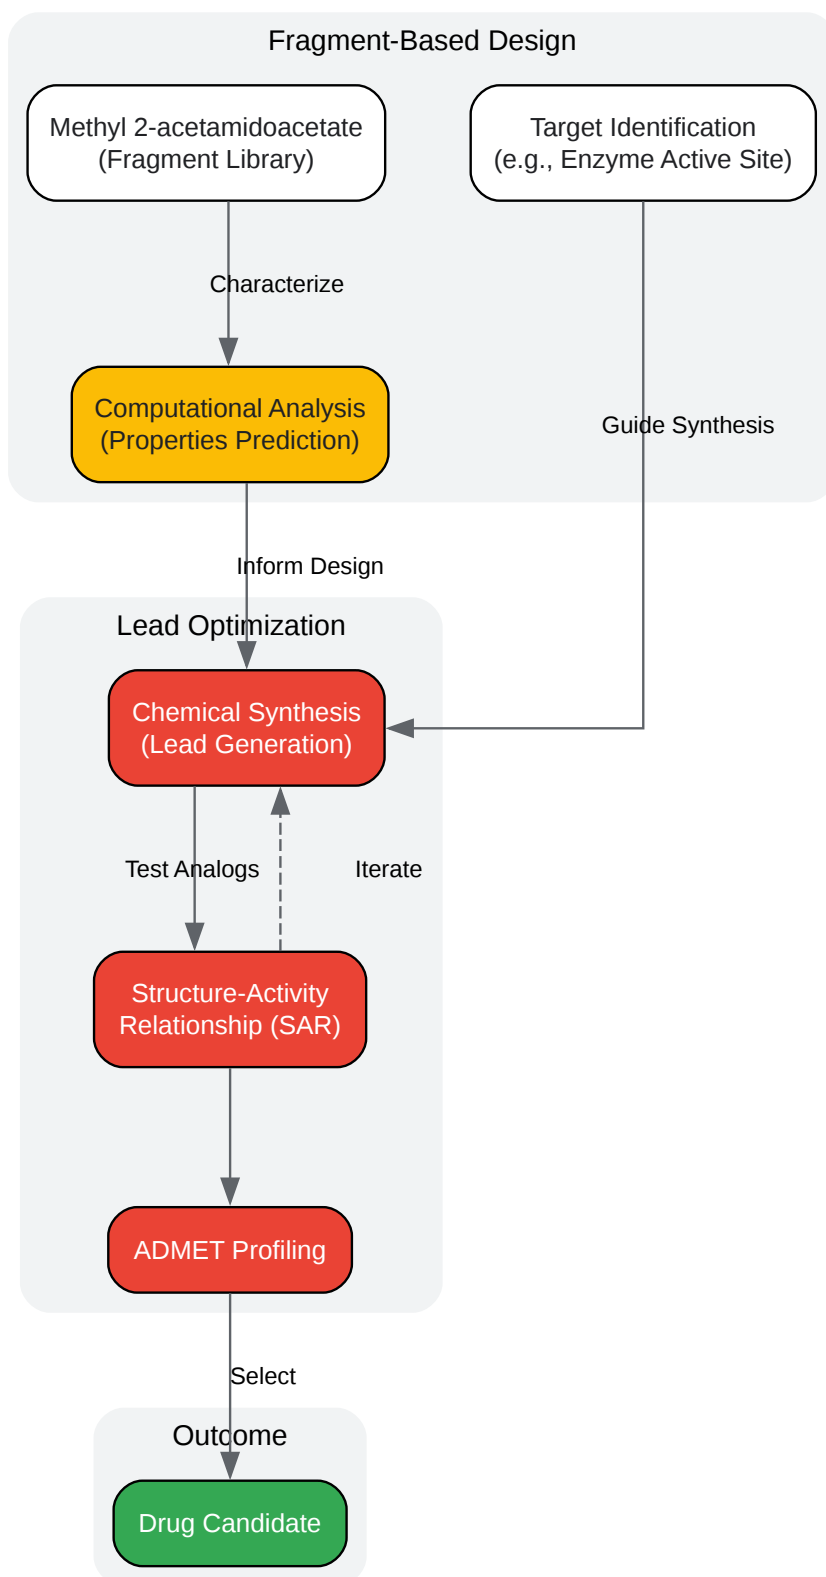 Fragment-Based Design
Methyl 2-acetamidoacetate
(Fragment Library)
Target Identification
(e.g., Enzyme Active Site)
Characterize
Computational Analysis
(Properties Prediction)
Guide Synthesis
Inform Design
Lead Optimization
Chemical Synthesis
(Lead Generation)
Test Analogs
Iterate
Structure-Activity
Relationship (SAR)
ADMET Profiling
Select
Outcome
Drug Candidate